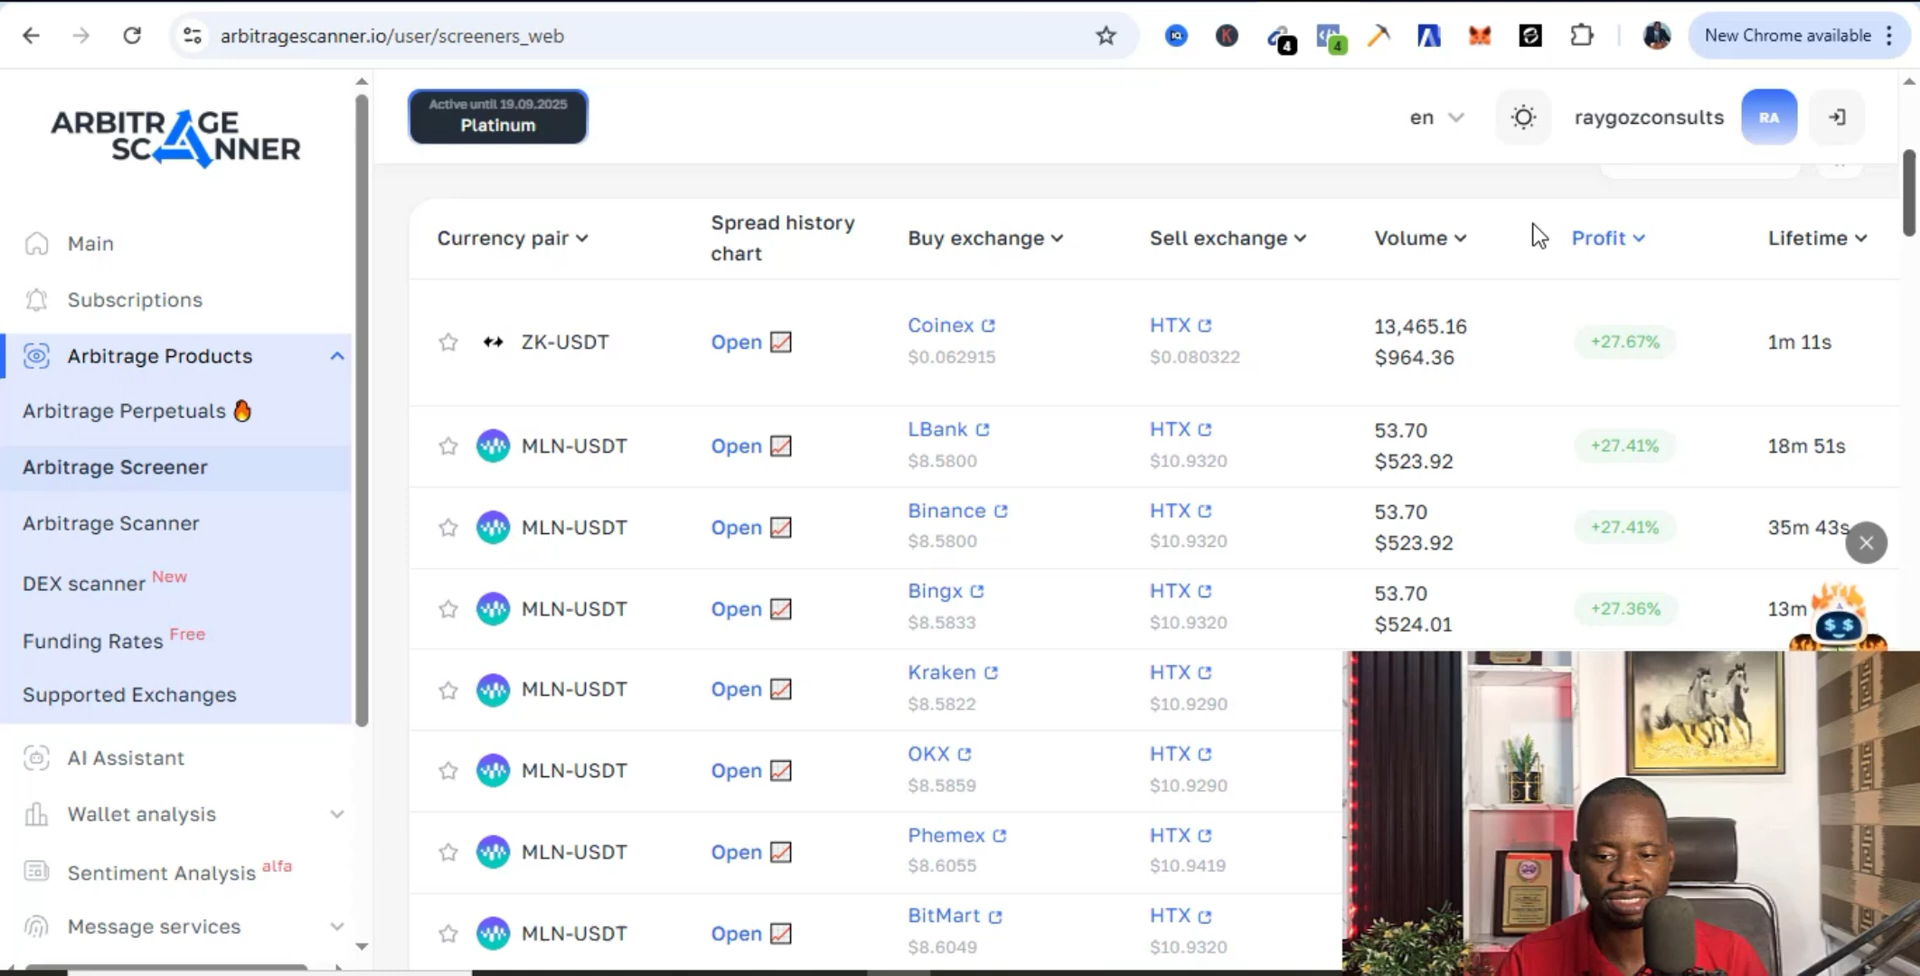 arbitragescanner.io/user/screeners_web
4
4
New Chrome available
ARBITRAGE
SCANNER
Active until 19.09.2025
Platinum
en
raygozconsults
RA
Main
Subscriptions
Arbitrage Products
Arbitrage Perpetuals
Arbitrage Screener
Arbitrage Scanner
DEX scanner New
Funding Rates Free
Supported Exchanges
AI Assistant
Wallet analysis
Sentiment Analysis alfa
Message services
Currency pair
Spread history
chart
Buy exchange
Sell exchange
Volume
Profit
Lifetime
ZK-USDT
Open
Coinex
$0.062915
HTX
$0.080322
13,465.16
$964.36
+27.67%
1m 11s
MLN-USDT
Open
LBank
$8.5800
HTX
$10.9320
53.70
$523.92
+27.41%
18m 51s
MLN-USDT
Open
Binance
$8.5800
HTX
$10.9320
53.70
$523.92
+27.41%
35m 43s
MLN-USDT
Open
Bingx
$8.5833
HTX
$10.9320
53.70
$524.01
+27.36%
13m
MLN-USDT
Open
Kraken
$8.5822
HTX
$10.9290
MLN-USDT
Open
OKX
$8.5859
HTX
$10.9290
MLN-USDT
Open
Phemex
$8.6055
HTX
$10.9419
MLN-USDT
Open
BitMart
$8.6049
HTX
$10.9320